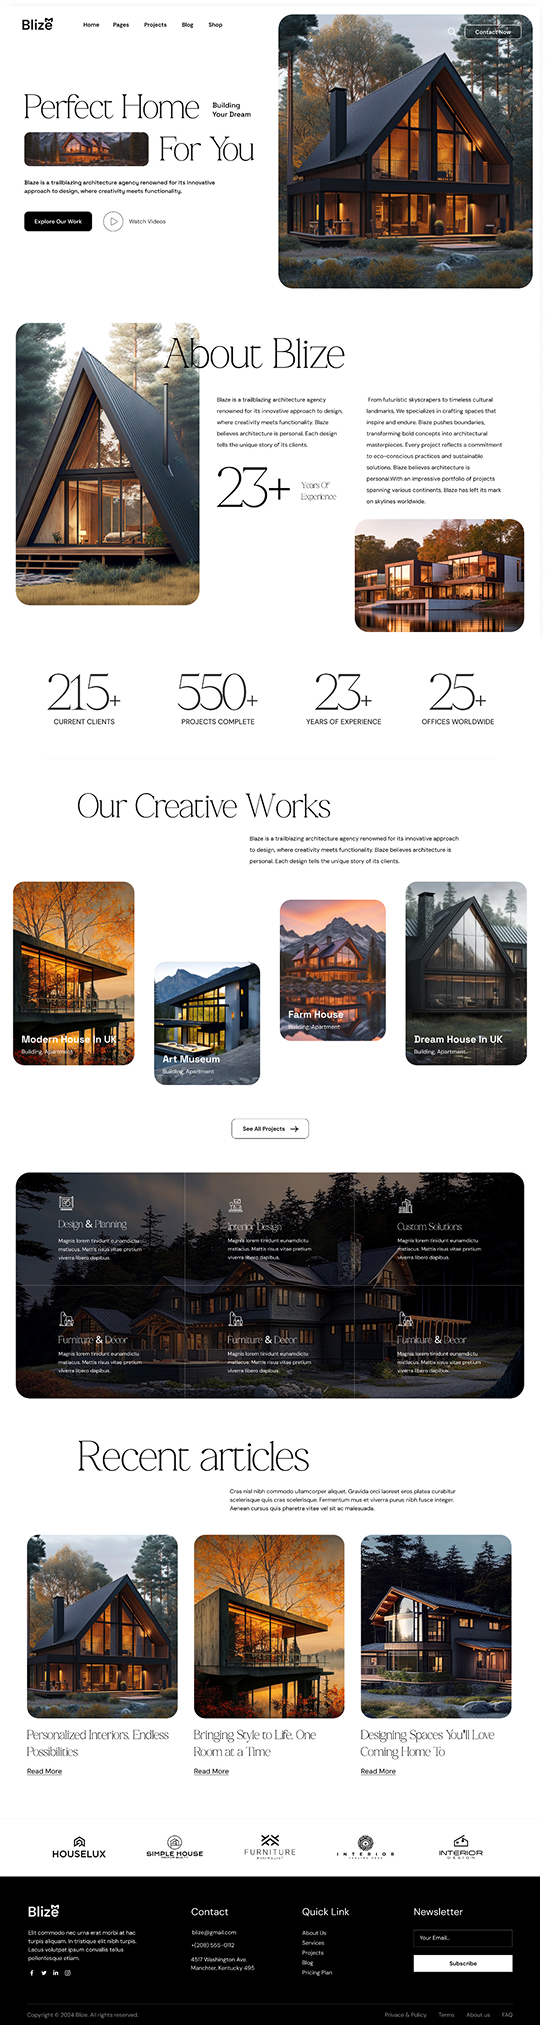 Blize
Home Pages Projects Blog Shop
Contact Now
Perfect Home
Building
Your Dream
For You
Blaze is a trailblazing architecture agency renowned for its innovative
approach to design, where creativity meets functionality.
Explore Our Work
Watch Videos
About Blize
Blaze is a trailblazing architecture agency
renowned for its innovative approach to design,
where creativity meets functionality. Blaze
believes architecture is personal. Each design
tells the unique story of its clients.
23+
Years Of
Experience
From futuristic skyscrapers to timeless cultural
landmarks, We specializes in crafting spaces that
inspire and endure. Blaze pushes boundaries,
transforming bold concepts into architectural
masterpieces. Every project reflects a commitment
to eco-conscious practices and sustainable
solutions. Blaze believes architecture is
personal.With an impressive portfolio of projects
spanning various continents, Blaze has left its mark
on skylines worldwide.
215+
CURRENT CLIENTS
550+
PROJECTS COMPLETE
23+
YEARS OF EXPERIENCE
25+
OFFICES WORLDWIDE
Our Creative Works
Blaze is a trailblazing architecture agency renowned for its innovative approach
to design, where creativity meets functionality. Blaze believes architecture is
personal. Each design tells the unique story of its clients.
Modern House In UK
Building, Apartment
Art Museum
Building, Apartment
Farm House
Building, Apartment
Dream House In UK
Building, Apartment
See All Projects
Design & Planning
Magnis lorem tindunt eunamdictu
matlacus. Mattis risus vitae pretium
viverra libero dapibus.
Interior Design
Magnis lorem tindunt eunamdictu
matlacus. Mattis risus vitae pretium
viverra libero dapibus.
Custom Solutions
Magnis lorem tindunt eunamdictu
matlacus. Mattis risus vitae pretium
viverra libero dapibus.
Furniture & Décor
Magnis lorem tindunt eunamdictu
matlacus. Mattis risus vitae pretium
viverra libero dapibus.
Furniture & Décor
Magnis lorem tindunt eunamdictu
matlacus. Mattis risus vitae pretium
viverra libero dapibus.
Furniture & Décor
Magnis lorem tindunt eunamdictu
matlacus. Mattis risus vitae pretium
viverra libero dapibus.
Recent articles
Cras nisl nibh commodo ullamcorper aliquet. Gravida orci laoreet eros platea curabitur
scelerisque quis cras scelerisque. Fermentum mus et viverra purus nibh fusce integer.
Aenean cursus quis pharetra vitae vel sit ac malesuada.
Personalized Interiors, Endless
Possibilities
Read More
Bringing Style to Life, One
Room at a Time
Read More
Designing Spaces You'll Love
Coming Home To
Read More
HOUSELUX
SIMPLE HOUSE
FURNITURE
INTERIOR
INTERIOR
DESIGN
Blize
Elit commodo nec urna erat morbi at hac
turpis aliquam. In tristique elit nibh turpis.
Lacus volutpat ipsum convallis tellus
pellentesque etiam.
Contact
blize@gmail.com
+(208) 555-0112
4517 Washington Ave.
Manchter, Kentucky 495
Quick Link
About Us
Services
Projects
Blog
Pricing Plan
Newsletter
Your Email..
Subscribe
Copyright © 2024 Blize. All rights reserved.
Privace & Policy Terms About us FAQ